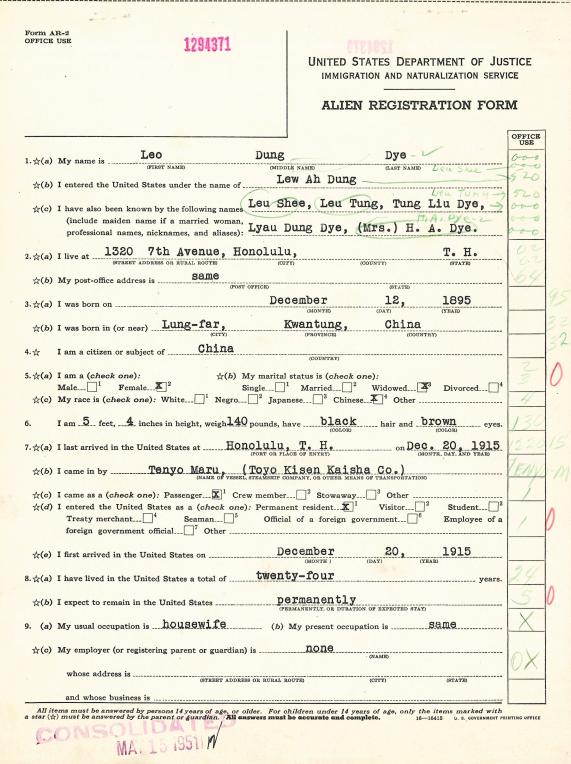 Form AR-2
OFFICE USE
1294371
UNITED STATES DEPARTMENT OF JUSTICE
IMMIGRATION AND NATURALIZATION SERVICE
ALIEN REGISTRATION FORM
OFFICE USE
1.☆(a) My name is Leo Dung Dye
(FIRST NAME) (MIDDLE NAME) (LAST NAME) Leu Shee
☆(b) I entered the United States under the name of Lew Ah Dung 520
Leu Tung 520
☆(c) I have also been known by the following names Leu Shee, Leu Tung, Tung Liu Dye,
(include maiden name if a married woman, H.A. Dye
professional names, nicknames, and aliases): Lyau Dung Dye, (Mrs.) H. A. Dye.
2.☆(a) I live at 1320 7th Avenue, Honolulu, T. H.
(STREET ADDRESS OR RURAL ROUTE) (CITY) (COUNTY) (STATE)
☆(b) My post-office address is same
(POST OFFICE) (STATE)
3.☆(a) I was born on December 12, 1895 95
(MONTH) (DAY) (YEAR)
☆(b) I was born in (or near) Lung-far, Kwantung, China 32
(CITY) (PROVINCE) (COUNTRY)
4.☆ I am a citizen or subject of China 32
(COUNTRY)
5.☆(a) I am a (check one): ☆(b) My marital status is (check one):
Male 1 Female X 2 Single 1 Married 2 Widowed X 3 Divorced 4
☆(c) My race is (check one): White 1 Negro 2 Japanese 3 Chinese X 4 Other 4
6. I am 5 feet, 4 inches in height, weigh 140 pounds, have black hair and brown eyes. 130
(COLOR) (COLOR)
7.☆(a) I last arrived in the United States at Honolulu, T. H. on Dec. 20, 1915 122015
(PORT OR PLACE OF ENTRY) (MONTH, DAY, AND YEAR)
☆(b) I came in by Tenyo Maru, (Toyo Kisen Kaisha Co.) TENYO-M
(NAME OF VESSEL, STEAMSHIP COMPANY, OR OTHER MEANS OF TRANSPORTATION)
☆(c) I came as a (check one): Passenger X 1 Crew member 2 Stowaway 3 Other 1
☆(d) I entered the United States as a (check one): Permanent resident X 1 Visitor 2 Student 3
Treaty merchant 4 Seaman 5 Official of a foreign government 6 Employee of a 1 0
foreign government official 7 Other
☆(e) I first arrived in the United States on December 20, 1915
(MONTH) (DAY) (YEAR)
8.☆(a) I have lived in the United States a total of twenty-four years. 24
☆(b) I expect to remain in the United States permanently 5 0
(PERMANENTLY, OR DURATION OF EXPECTED STAY)
9. (a) My usual occupation is housewife (b) My present occupation is same X
☆(c) My employer (or registering parent or guardian) is none
(NAME) 0X
whose address is
(STREET ADDRESS OR RURAL ROUTE) (CITY) (STATE)
and whose business is
All items must be answered by persons 14 years of age, or older. For children under 14 years of age, only the items marked with
a star (☆) must be answered by the parent or guardian. All answers must be accurate and complete. 16—16415 U. S. GOVERNMENT PRINTING OFFICE
CONSOLIDATED
MAY 15 1951